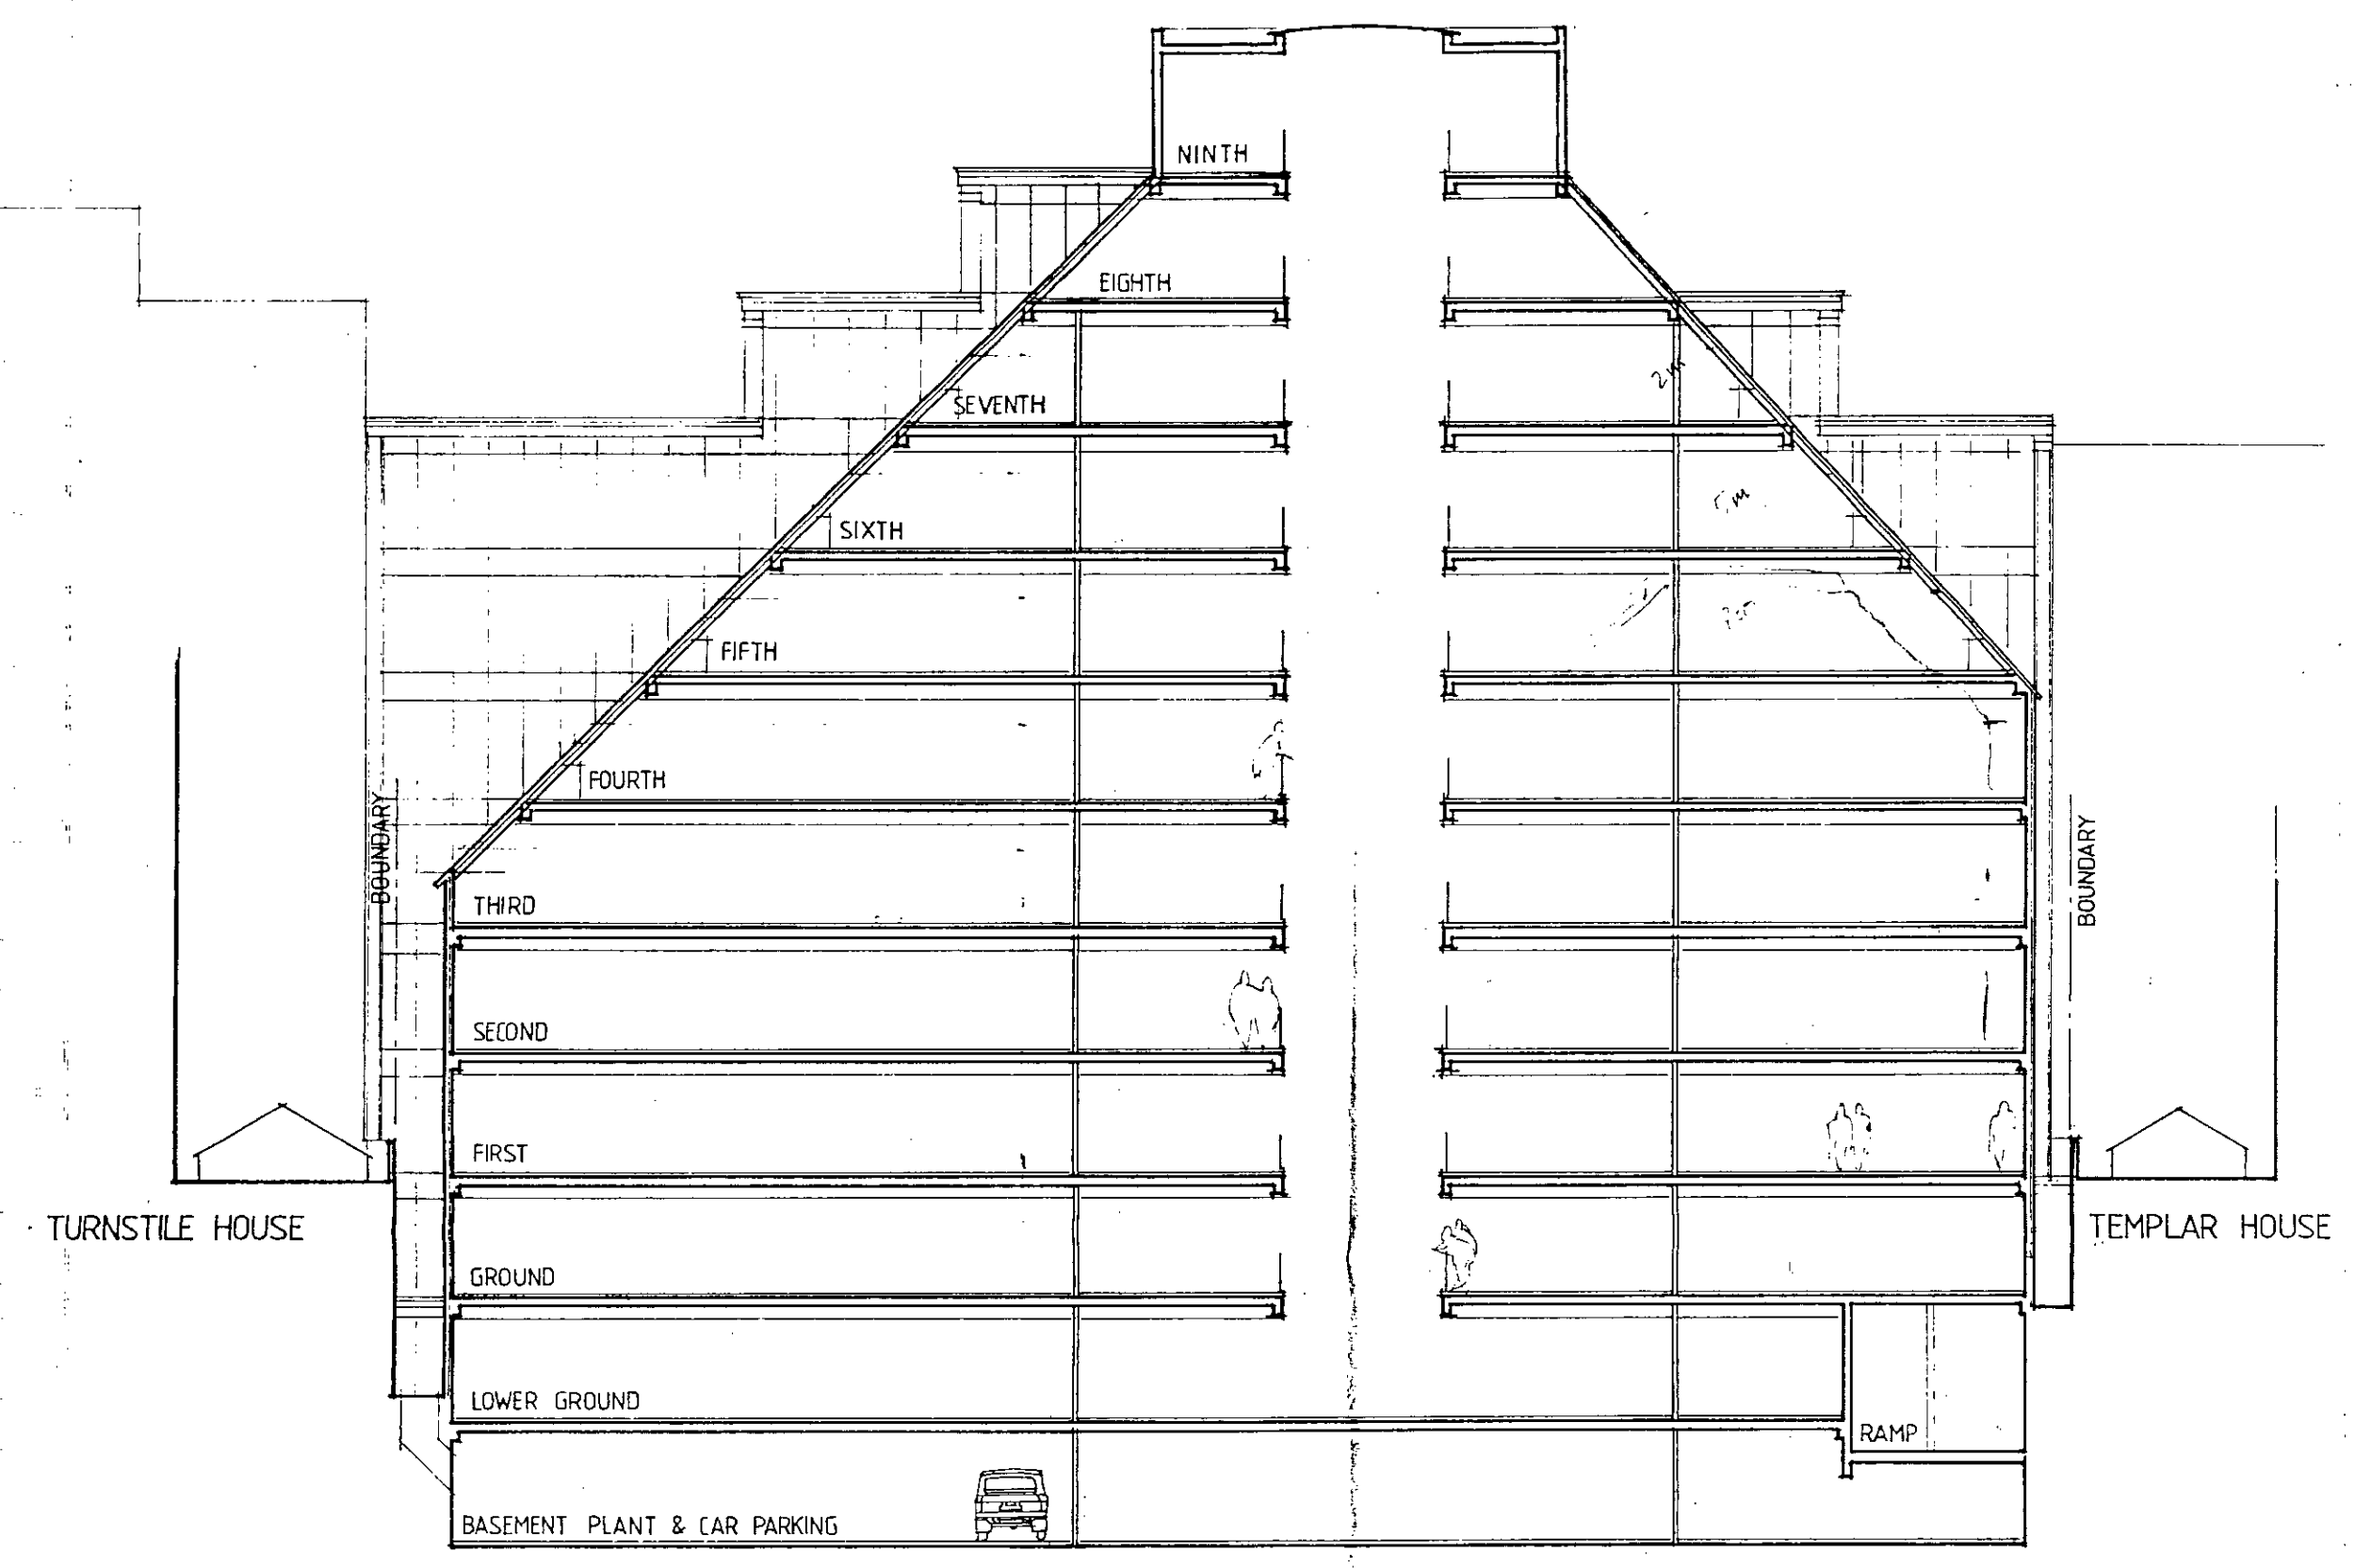 NINTH
EIGHTH
2m
SEVENTH
SIXTH
FIFTH
FOURTH
BOUNDARY
BOUNDARY
THIRD
SECOND
FIRST
TURNSTILE HOUSE
TEMPLAR HOUSE
GROUND
LOWER GROUND
RAMP
BASEMENT PLANT & CAR PARKING